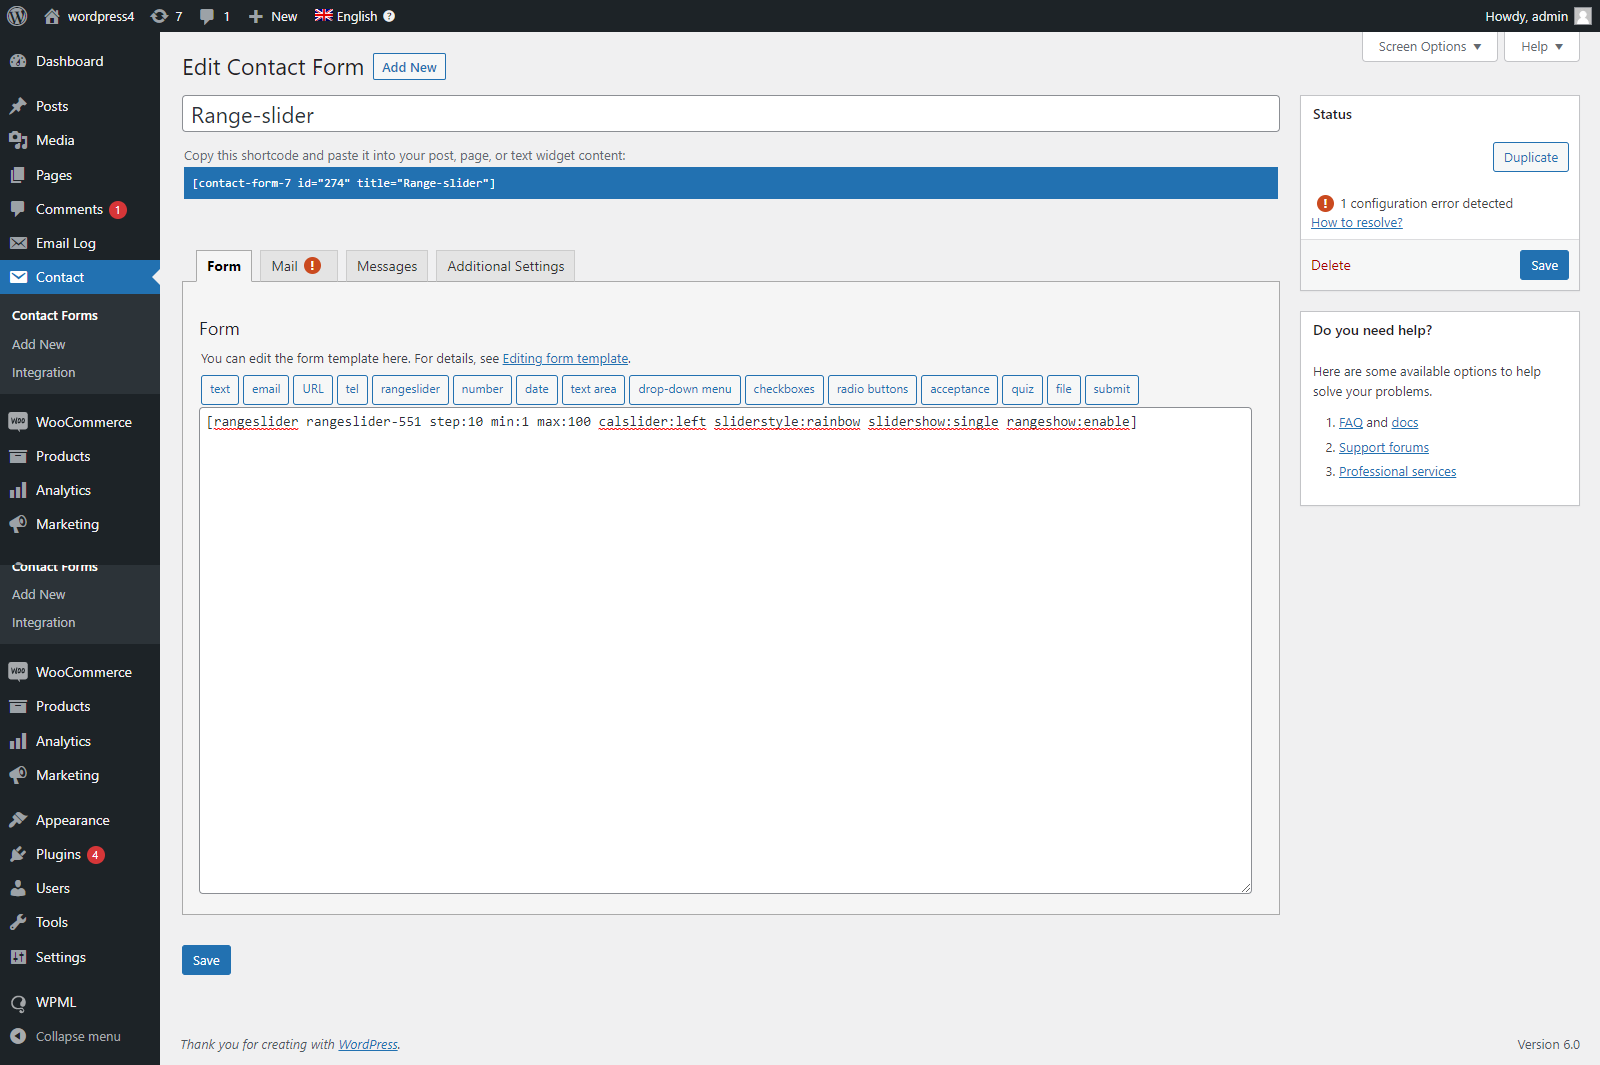 wordpress4 7 1 New English Howdy, admin
Screen Options Help
Dashboard
Posts
Media
Pages
Comments 1
Email Log
Contact
Contact Forms
Add New
Integration
WooCommerce
Products
Analytics
Marketing
Contact Forms
Add New
Integration
WooCommerce
Products
Analytics
Marketing
Appearance
Plugins 4
Users
Tools
Settings
WPML
Collapse menu
Edit Contact Form Add New
Range-slider
Copy this shortcode and paste it into your post, page, or text widget content:
[contact-form-7 id="274" title="Range-slider"]
Form Mail ! Messages Additional Settings
Form
You can edit the form template here. For details, see Editing form template.
text email URL tel rangeslider number date text area drop-down menu checkboxes radio buttons acceptance quiz file submit
[rangeslider rangeslider-551 step:10 min:1 max:100 calslider:left sliderstyle:rainbow slidershow:single rangeshow:enable]
Save
Status
Duplicate
! 1 configuration error detected
How to resolve?
Delete Save
Do you need help?
Here are some available options to help
solve your problems.
1. FAQ and docs
2. Support forums
3. Professional services
Thank you for creating with WordPress.
Version 6.0